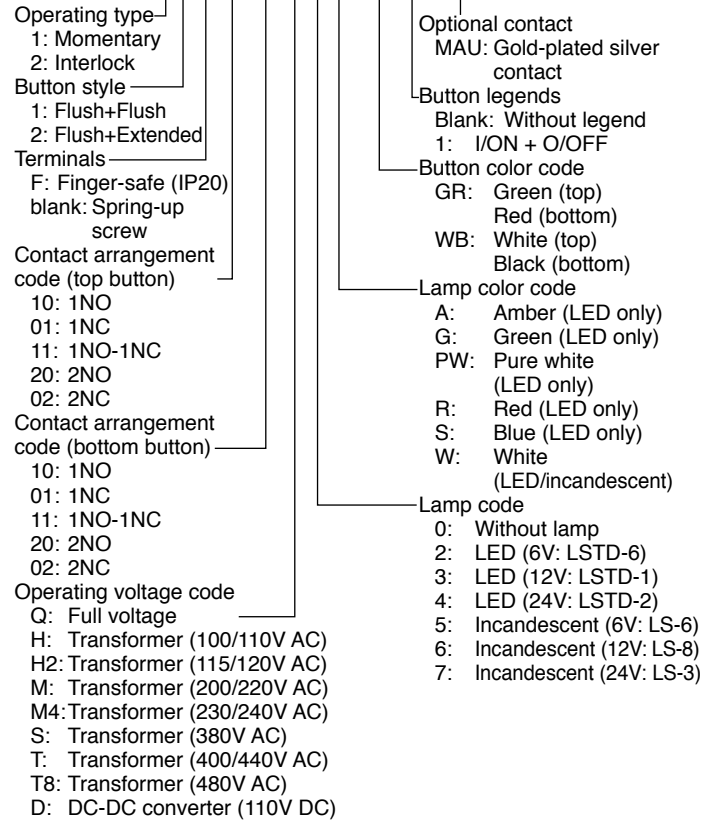 Operating type
1: Momentary
2: Interlock
Button style
1: Flush+Flush
2: Flush+Extended
Terminals
F: Finger-safe (IP20)
blank: Spring-up
screw
Contact arrangement
code (top button)
10: 1NO
01: 1NC
11: 1NO-1NC
20: 2NO
02: 2NC
Contact arrangement
code (bottom button)
10: 1NO
01: 1NC
11: 1NO-1NC
20: 2NO
02: 2NC
Operating voltage code
Q: Full voltage
H: Transformer (100/110V AC)
H2: Transformer (115/120V AC)
M: Transformer (200/220V AC)
M4: Transformer (230/240V AC)
S: Transformer (380V AC)
T: Transformer (400/440V AC)
T8: Transformer (480V AC)
D: DC-DC converter (110V DC)
Optional contact
MAU: Gold-plated silver
contact
Button legends
Blank: Without legend
1: I/ON + O/OFF
Button color code
GR: Green (top)
Red (bottom)
WB: White (top)
Black (bottom)
Lamp color code
A: Amber (LED only)
G: Green (LED only)
PW: Pure white
(LED only)
R: Red (LED only)
S: Blue (LED only)
W: White
(LED/incandescent)
Lamp code
0: Without lamp
2: LED (6V: LSTD-6)
3: LED (12V: LSTD-1)
4: LED (24V: LSTD-2)
5: Incandescent (6V: LS-6)
6: Incandescent (12V: LS-8)
7: Incandescent (24V: LS-3)